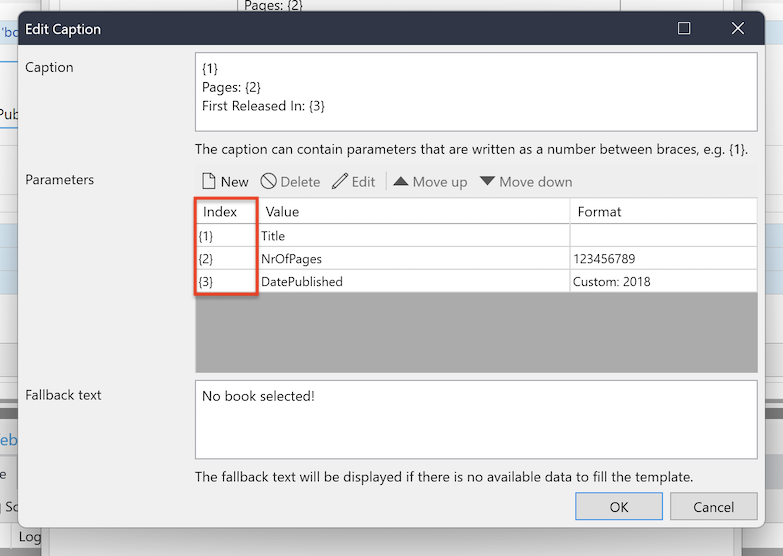 Pages: {2}
Edit Caption
'bo
Caption
{1}
Pages: {2}
First Released In: {3}
Pub
The caption can contain parameters that are written as a number between braces, e.g. {1}.
Parameters
New Delete Edit Move up Move down
Index Value Format
{1} Title
{2} NrOfPages 123456789
{3} DatePublished Custom: 2018
Fallback text
No book selected!
eb
e
The fallback text will be displayed if there is no available data to fill the template.
OK Cancel
Log